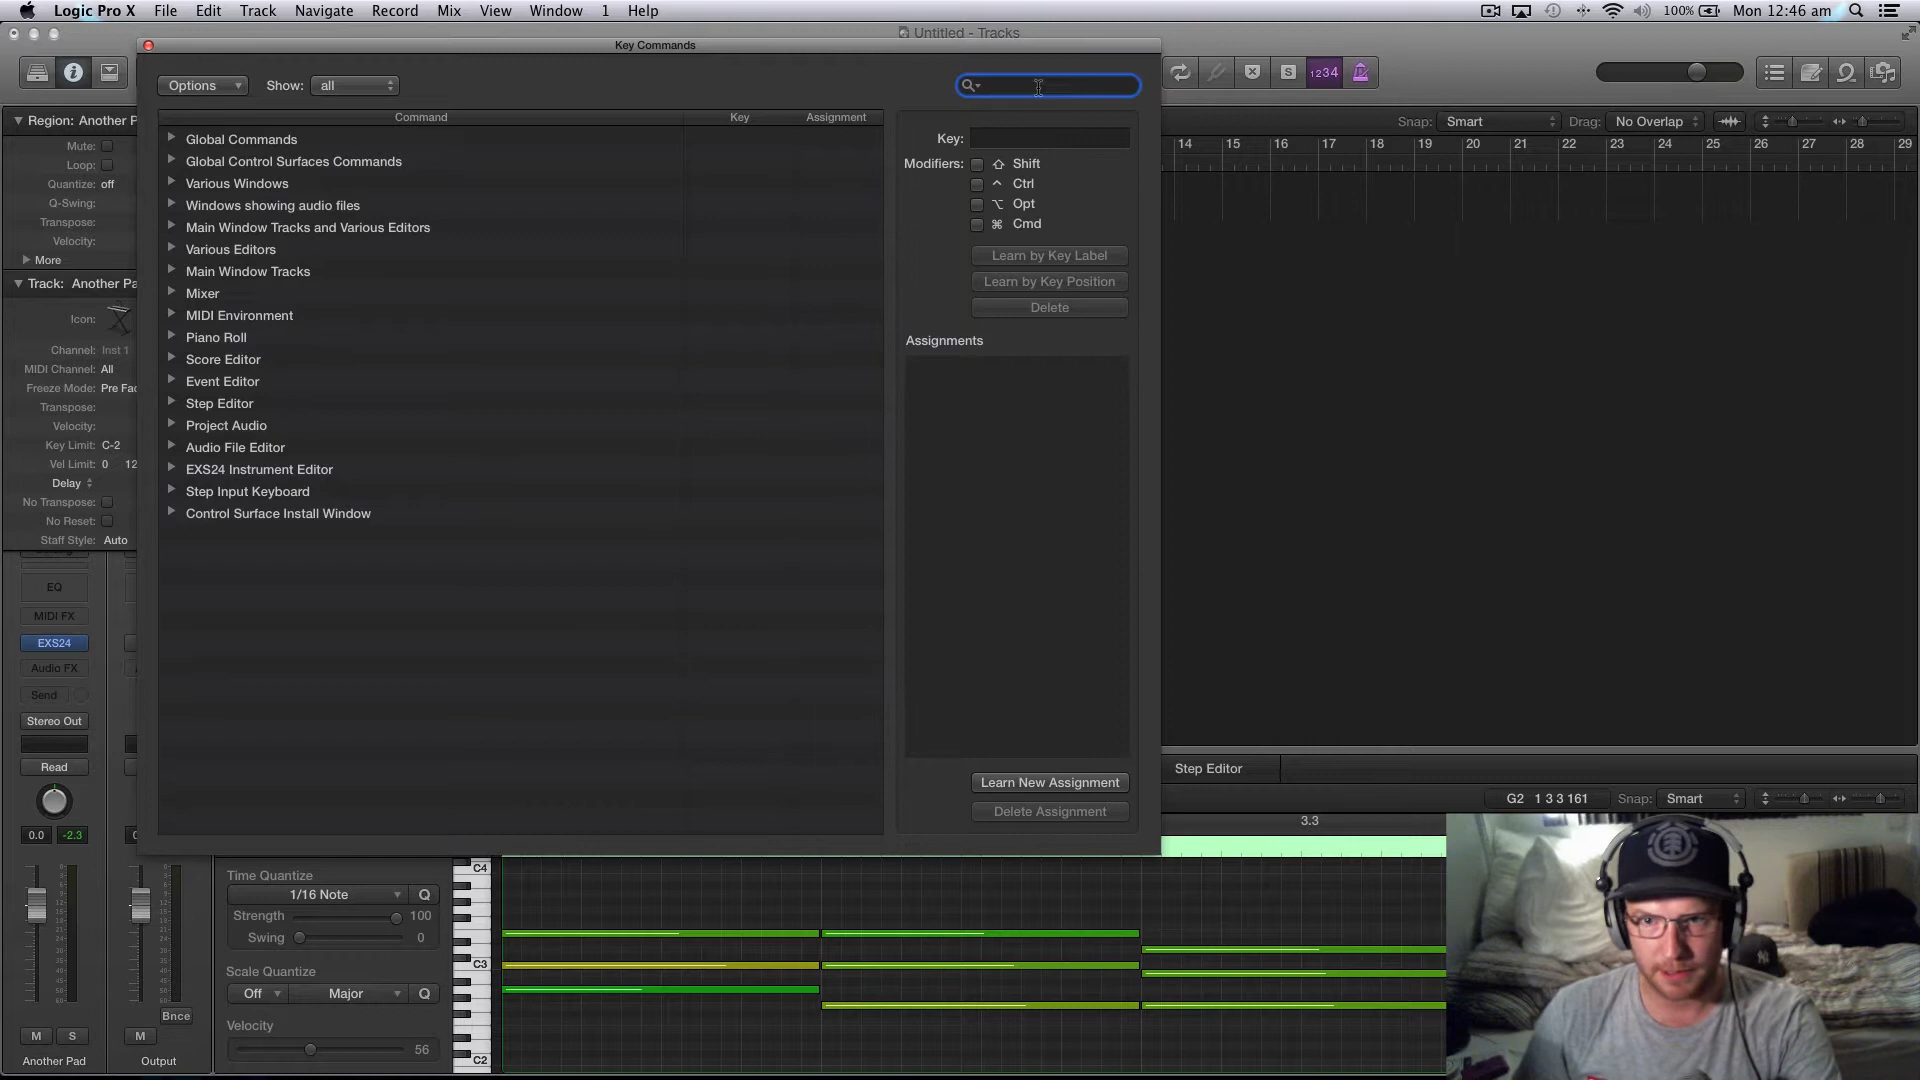 Logic Pro X File Edit Track Navigate Record Mix View Window 1 Help
100% Mon 12:46 am
Untitled - Tracks
Key Commands
Options Show: all
1234
Command Key Assignment
Global Commands
Global Control Surfaces Commands
Various Windows
Windows showing audio files
Main Window Tracks and Various Editors
Various Editors
Main Window Tracks
Mixer
MIDI Environment
Piano Roll
Score Editor
Event Editor
Step Editor
Project Audio
Audio File Editor
EXS24 Instrument Editor
Step Input Keyboard
Control Surface Install Window
Key:
Modifiers: Shift
Ctrl
Opt
Cmd
Learn by Key Label
Learn by Key Position
Delete
Assignments
Learn New Assignment
Delete Assignment
Region: Another P
Mute:
Loop:
Quantize: off
Q-Swing:
Transpose:
Velocity:
More
Track: Another Pa
Icon:
Channel: Inst 1
MIDI Channel: All
Freeze Mode: Pre Fac
Transpose:
Velocity:
Key Limit: C-2
Vel Limit: 0 12
Delay
No Transpose:
No Reset:
Staff Style: Auto
EQ
MIDI FX
EXS24
Audio FX
Send
Stereo Out
Read
0.0 -2.3
Bnce
M S M
Another Pad Output
Snap: Smart Drag: No Overlap
14 15 16 17 18 19 20 21 22 23 24 25 26 27 28 29
Step Editor
G2 1 3 3 161 Snap: Smart
3.3
Time Quantize
1/16 Note Q
Strength 100
Swing 0
Scale Quantize
Off Major Q
Velocity
56
C4
C3
C2